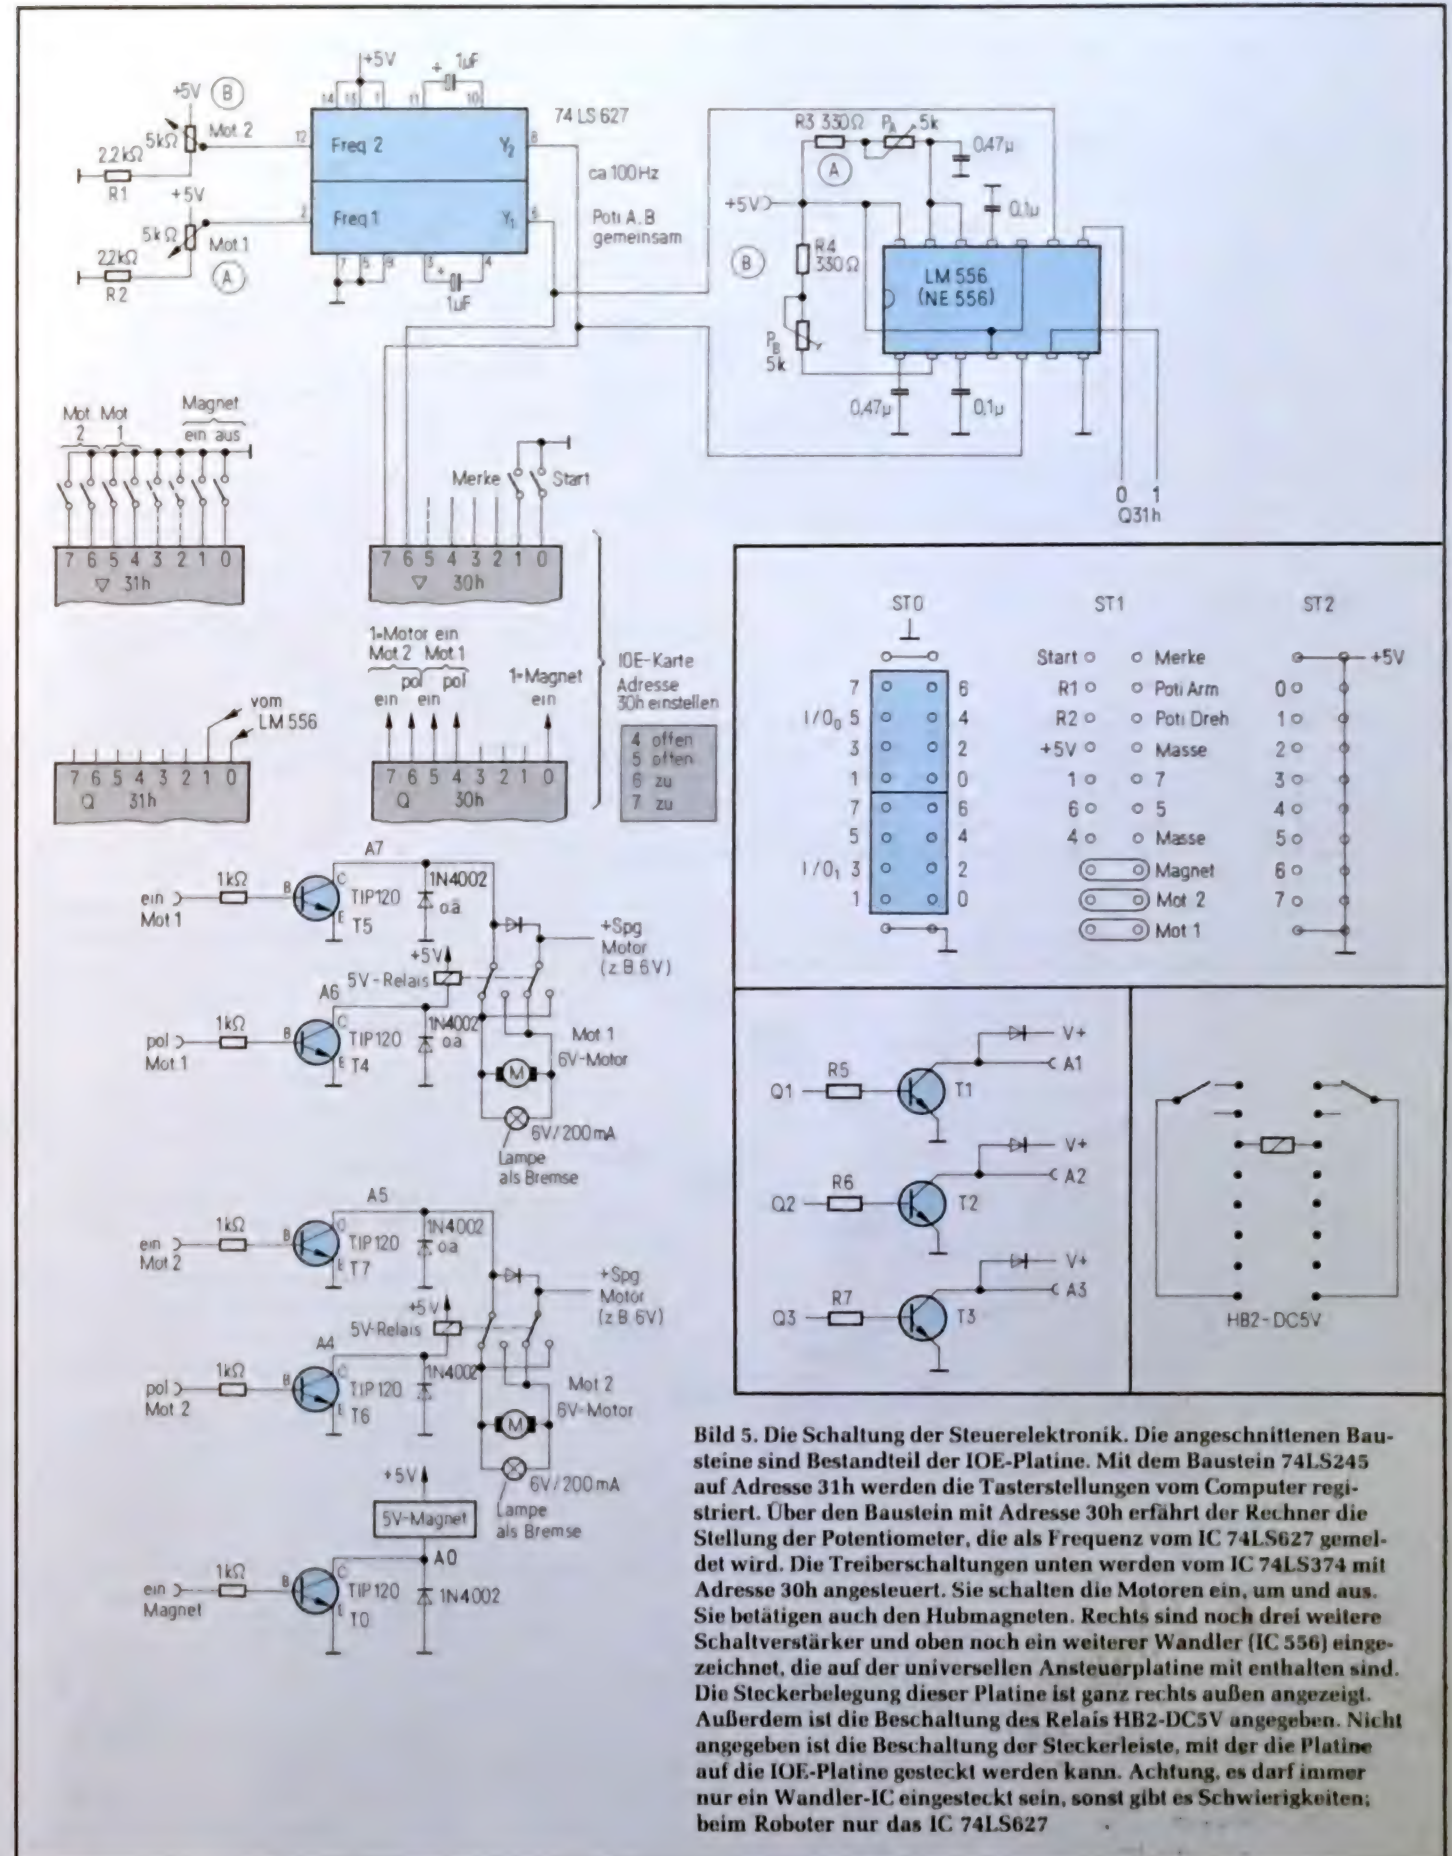 +5V
+ 1µF
14 13 1 11 10
74 LS 627
+5V B
5kΩ Mot. 2
12 Freq 2 Y2 8
2,2kΩ
R1
+5V
2 Freq 1 Y1 6
5kΩ Mot.1
2,2kΩ
R2 A
7 5 9 3 + 4
1µF
ca 100Hz
Poti A, B
gemeinsam
R3 330Ω PA 5k
A
0,47µ
+5V
0,1µ
B
R4
330Ω
LM 556
(NE 556)
PB
5k
0,47µ
0,1µ
0 1
Q31h
Mot. Mot
2 1
Magnet
ein aus
7 6 5 4 3 2 1 0
▽ 31h
Merke Start
7 6 5 4 3 2 1 0
▽ 30h
1=Motor ein
Mot.2 Mot.1
pol pol
ein ein
1=Magnet
ein
IOE-Karte
Adresse
30h einstellen
4 offen
5 offen
6 zu
7 zu
vom
LM 556
7 6 5 4 3 2 1 0
Q 31h
7 6 5 4 3 2 1 0
Q 30h
ST0 ST1 ST2
Start Merke +5V
7 6 R1 Poti Arm 0
I/O0 5 4 R2 Poti Dreh 1
3 2 +5V Masse 2
1 0 1 7 3
7 6 6 5 4
5 4 4 Masse 5
I/O1 3 2 Magnet 6
1 0 Mot 2 7
Mot 1
A7
1kΩ
ein
Mot 1
B C E
TIP120
T5
1N4002
o.ä.
+Spg
Motor
(z.B. 6V)
+5V
5V-Relais
A6
1kΩ
pol
Mot.1
B C E
TIP120
T4
1N4002
o.ä.
Mot 1
6V-Motor
M
6V/200mA
Lampe
als Bremse
A5
1kΩ
ein
Mot 2
B C E
TIP120
T7
1N4002
o.ä.
+Spg
Motor
(z.B. 6V)
+5V
5V-Relais
A4
1kΩ
pol
Mot 2
B C E
TIP120
T6
1N4002
Mot 2
6V-Motor
M
6V/200mA
Lampe
als Bremse
+5V
5V-Magnet
A0
1kΩ
ein
Magnet
B C E
TIP120
T0
1N4002
V+
A1
Q1 R5 T1
V+
A2
Q2 R6 T2
V+
A3
Q3 R7 T3
HB2-DC5V
Bild 5. Die Schaltung der Steuerelektronik. Die angeschnittenen Bau-
steine sind Bestandteil der IOE-Platine. Mit dem Baustein 74LS245
auf Adresse 31h werden die Tasterstellungen vom Computer regi-
striert. Über den Baustein mit Adresse 30h erfährt der Rechner die
Stellung der Potentiometer, die als Frequenz vom IC 74LS627 gemel-
det wird. Die Treiberschaltungen unten werden vom IC 74LS374 mit
Adresse 30h angesteuert. Sie schalten die Motoren ein, um und aus.
Sie betätigen auch den Hubmagneten. Rechts sind noch drei weitere
Schaltverstärker und oben noch ein weiterer Wandler (IC 556) einge-
zeichnet, die auf der universellen Ansteuerplatine mit enthalten sind.
Die Steckerbelegung dieser Platine ist ganz rechts außen angezeigt.
Außerdem ist die Beschaltung des Relais HB2-DC5V angegeben. Nicht
angegeben ist die Beschaltung der Steckerleiste, mit der die Platine
auf die IOE-Platine gesteckt werden kann. Achtung, es darf immer
nur ein Wandler-IC eingesteckt sein, sonst gibt es Schwierigkeiten;
beim Roboter nur das IC 74LS627